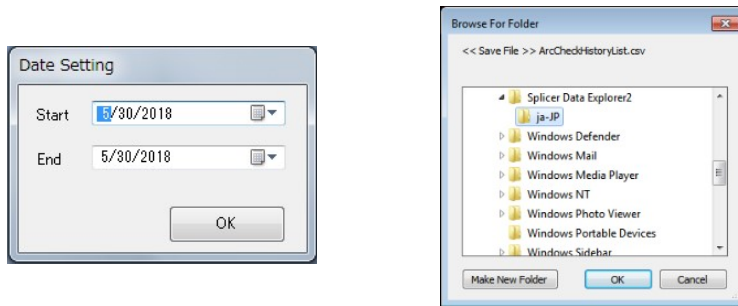 Date Setting
Start 5/30/2018
End 5/30/2018
OK
Browse For Folder
<< Save File >> ArcCheckHistoryList.csv
Splicer Data Explorer2
ja-JP
Windows Defender
Windows Mail
Windows Media Player
Windows NT
Windows Photo Viewer
Windows Portable Devices
Windows Sidebar
Make New Folder OK Cancel